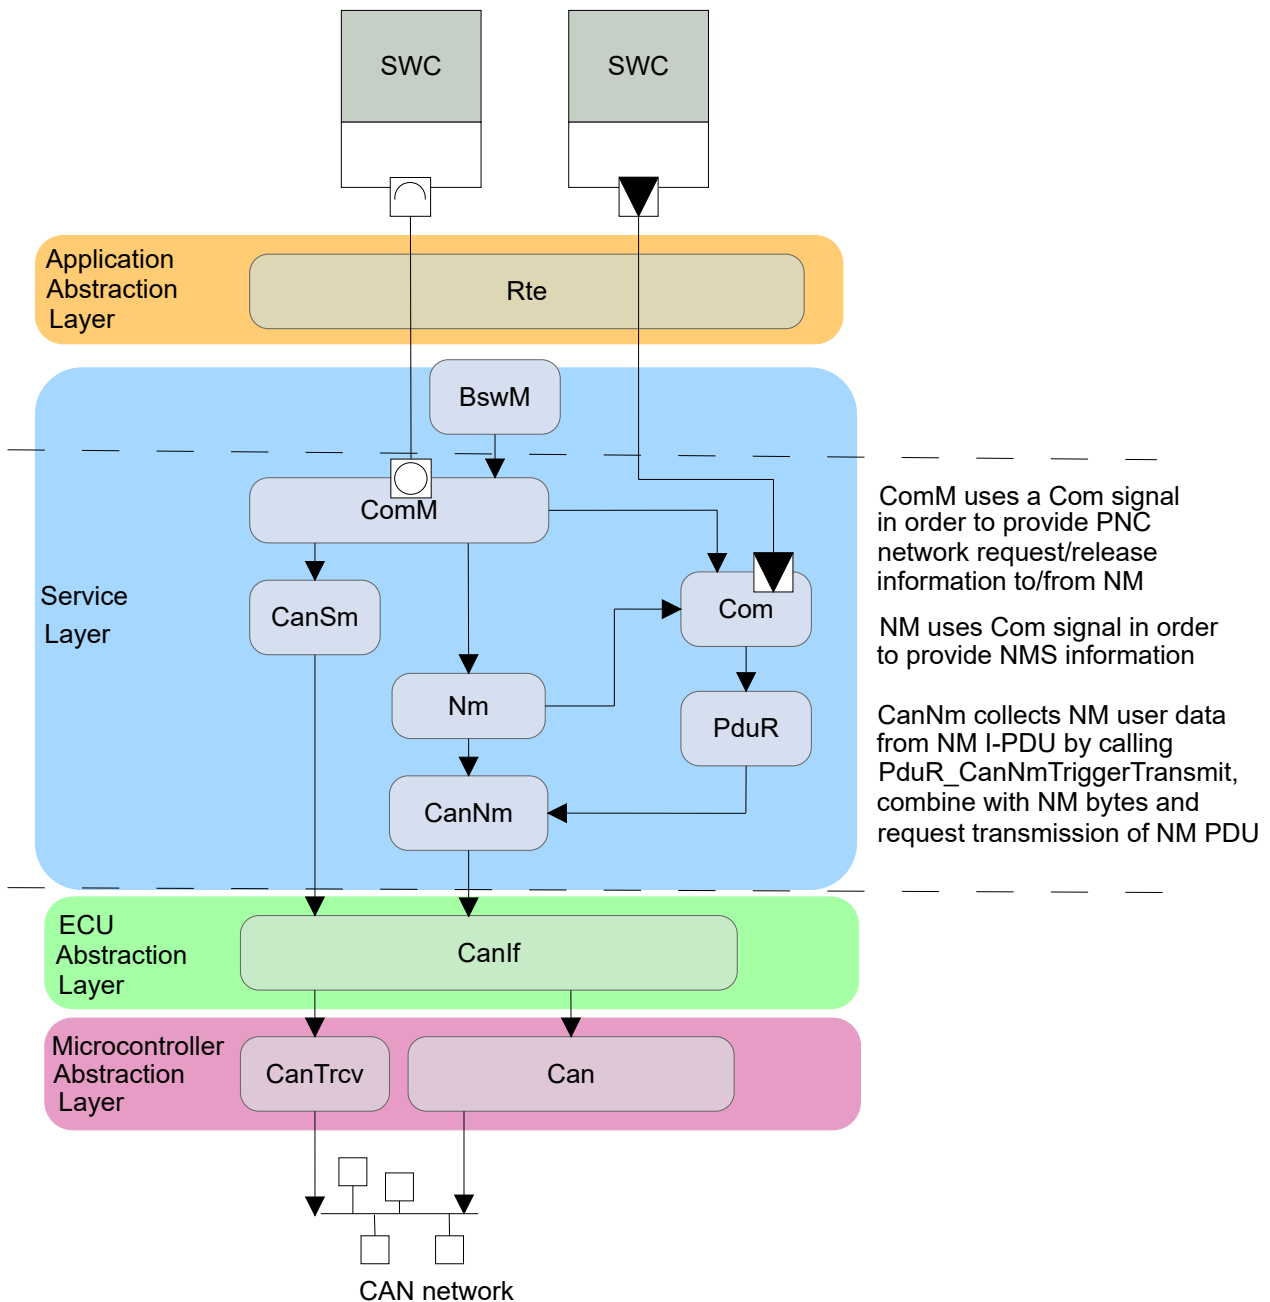 SWC
SWC
Application
Abstraction
Layer
Rte
BswM
ComM
CanSm
Com
Service
Layer
Nm
PduR
CanNm
ComM uses a Com signal
in order to provide PNC
network request/release
information to/from NM
NM uses Com signal in order
to provide NMS information
CanNm collects NM user data
from NM I-PDU by calling
PduR_CanNmTriggerTransmit,
combine with NM bytes and
request transmission of NM PDU
ECU
Abstraction
Layer
CanIf
Microcontroller
Abstraction
Layer
CanTrcv
Can
CAN network